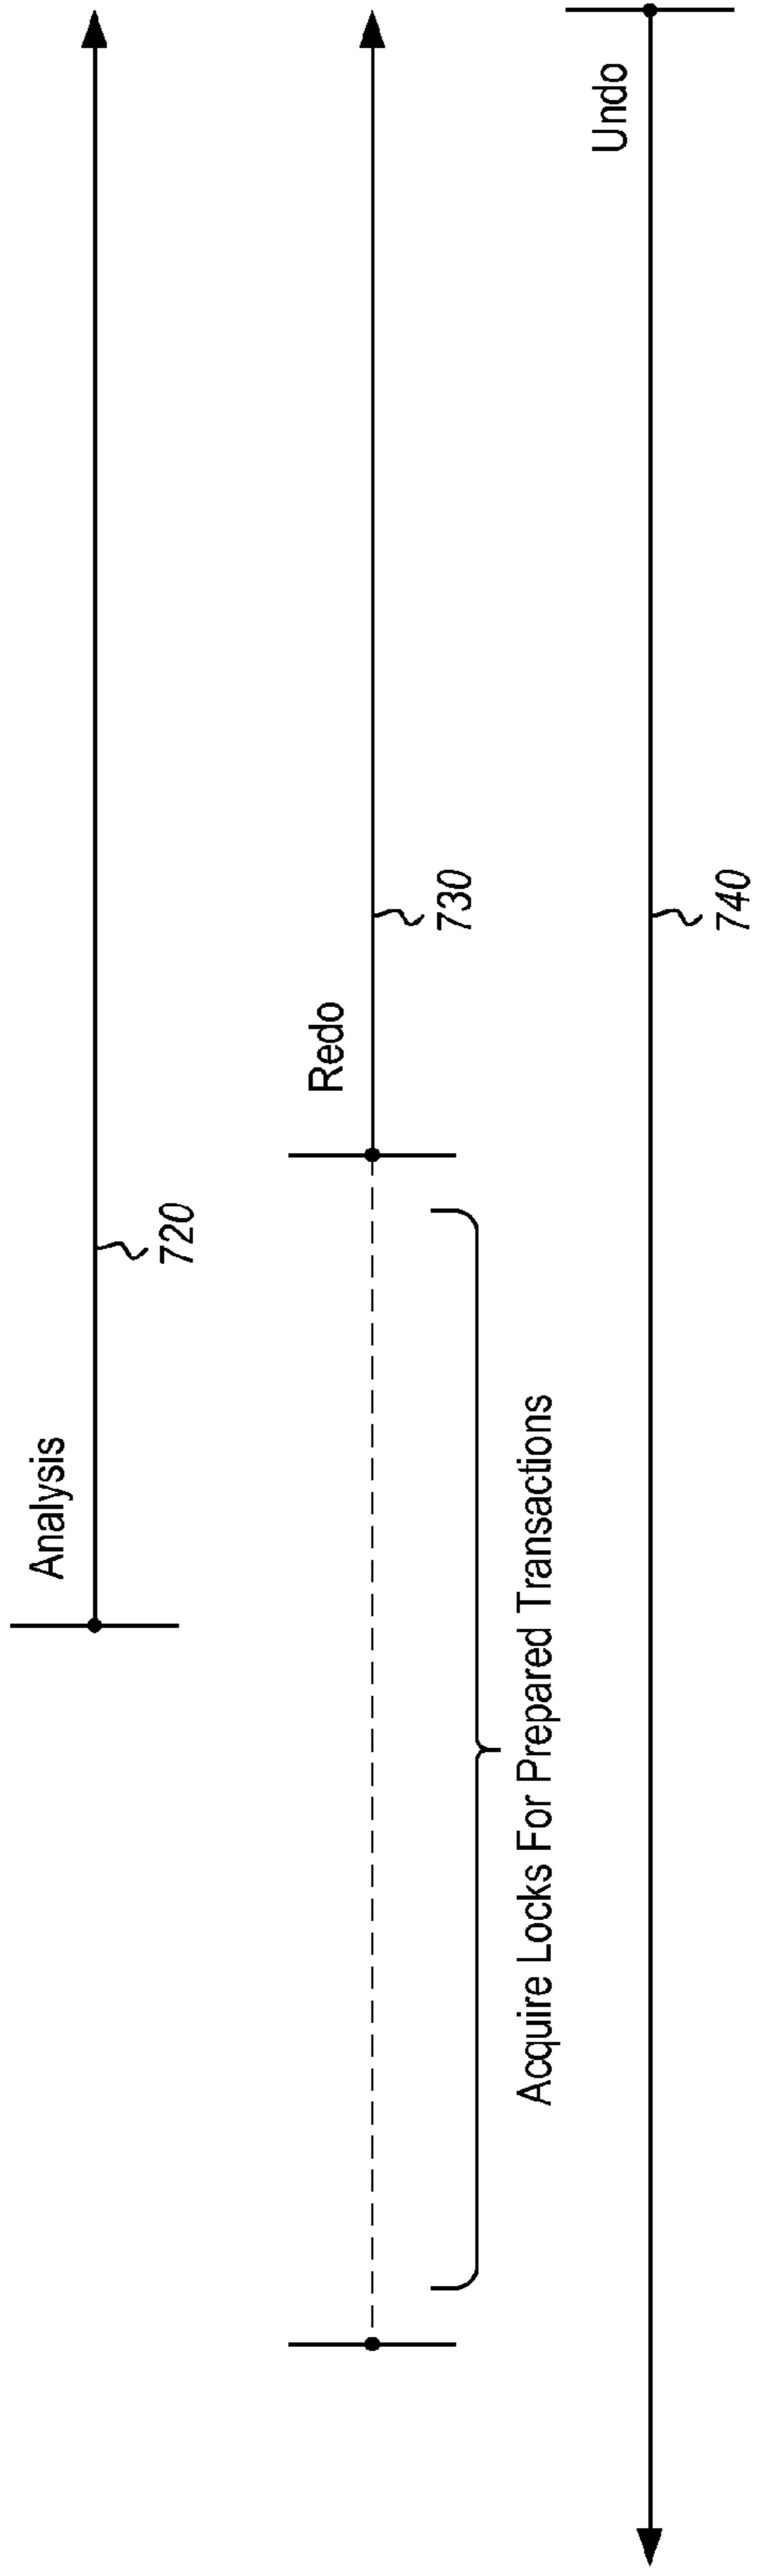 Analysis
720
Redo
730
Acquire Locks For Prepared Transactions
Undo
740